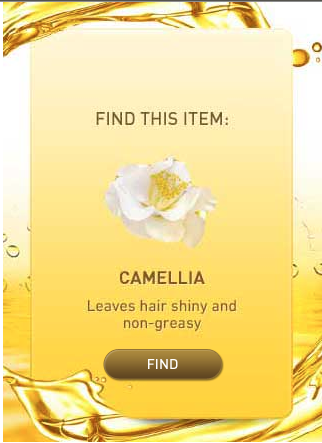 FIND THIS ITEM:
CAMELLIA
Leaves hair shiny and
non-greasy
FIND